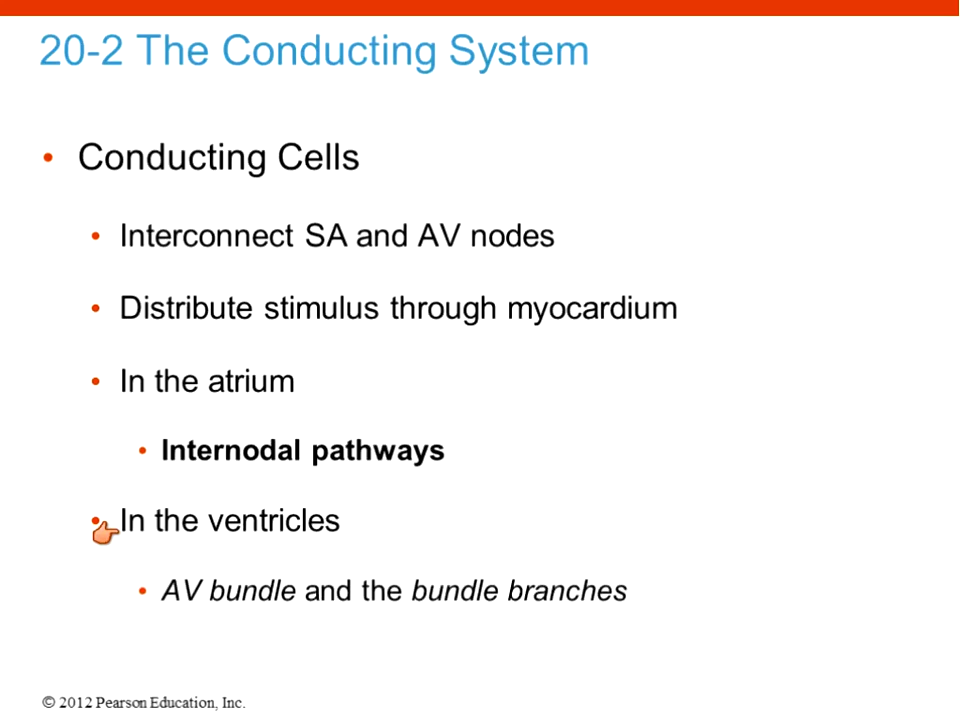 20-2 The Conducting System
• Conducting Cells
• Interconnect SA and AV nodes
• Distribute stimulus through myocardium
• In the atrium
• Internodal pathways
• In the ventricles
• AV bundle and the bundle branches
© 2012 Pearson Education, Inc.